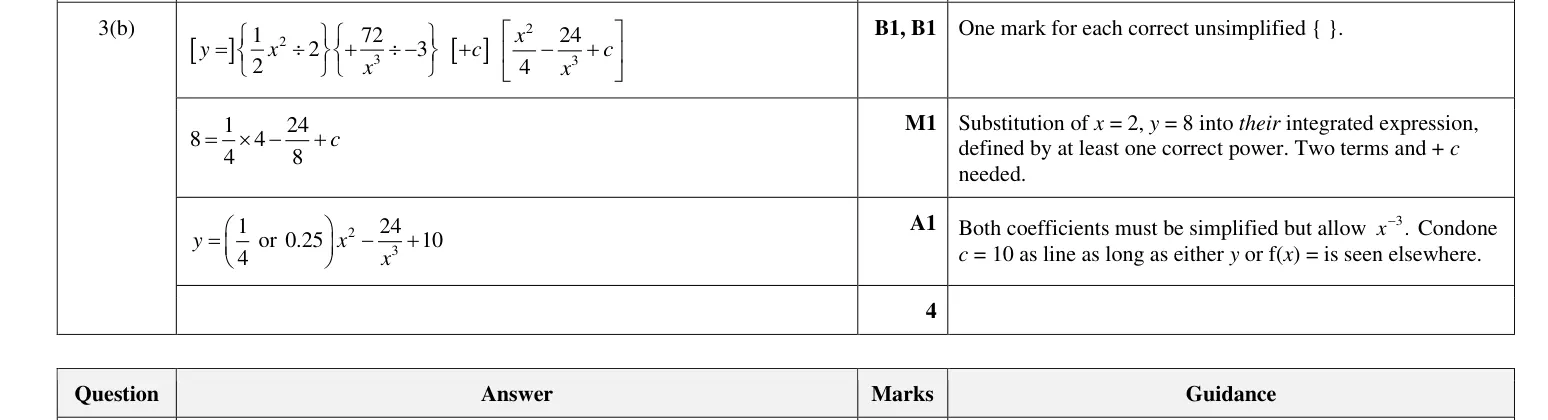 3(b)
[y =]{1/2 x² ÷ 2}{+ 72/x³ ÷ −3} [+c] [x²/4 − 24/x³ + c]
B1, B1
One mark for each correct unsimplified { }.
8 = 1/4 × 4 − 24/8 + c
M1
Substitution of x = 2, y = 8 into their integrated expression,
defined by at least one correct power. Two terms and + c
needed.
y = (1/4 or 0.25) x² − 24/x³ + 10
A1
Both coefficients must be simplified but allow x⁻³. Condone
c = 10 as line as long as either y or f(x) = is seen elsewhere.
4
Question Answer Marks Guidance